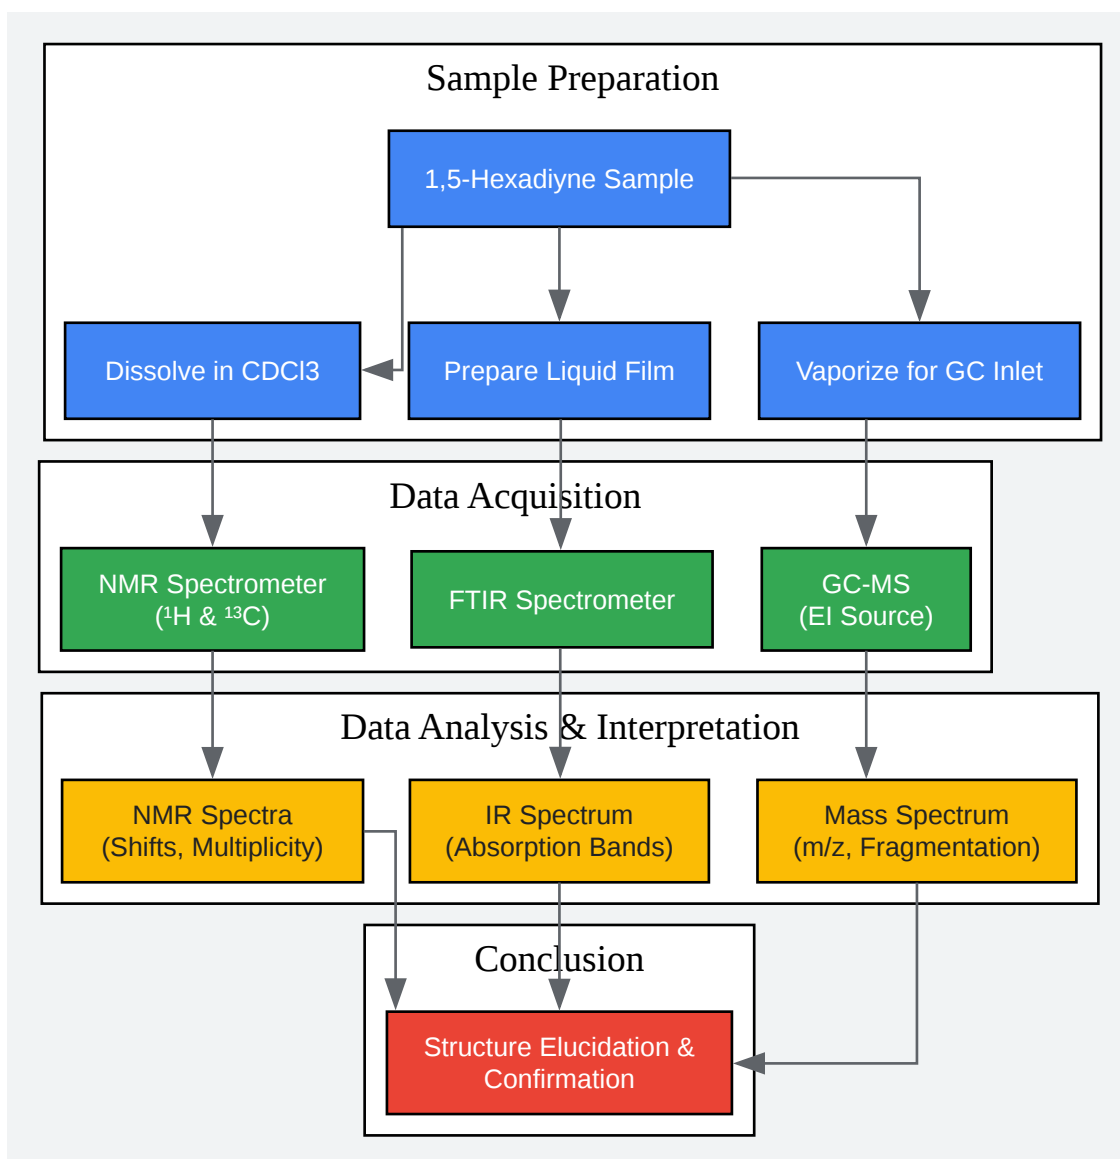 Sample Preparation
1,5-Hexadiyne Sample
Dissolve in CDCl3
Prepare Liquid Film
Vaporize for GC Inlet
Data Acquisition
NMR Spectrometer
(¹H & ¹³C)
FTIR Spectrometer
GC-MS
(EI Source)
Data Analysis & Interpretation
NMR Spectra
(Shifts, Multiplicity)
IR Spectrum
(Absorption Bands)
Mass Spectrum
(m/z, Fragmentation)
Conclusion
Structure Elucidation &
Confirmation